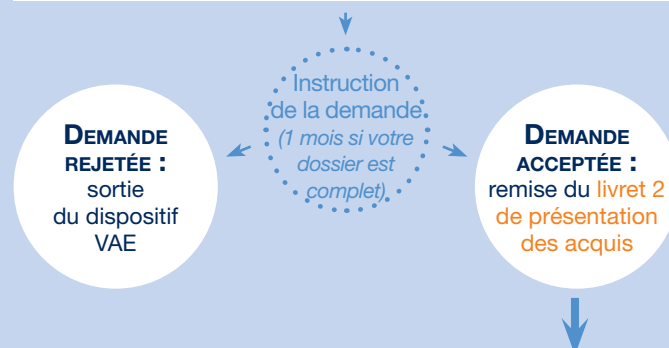 Instruction
de la demande
(1 mois si votre
dossier est
complet)
DEMANDE
REJETÉE :
sortie
du dispositif
VAE
DEMANDE
ACCEPTÉE :
remise du livret 2
de présentation
des acquis